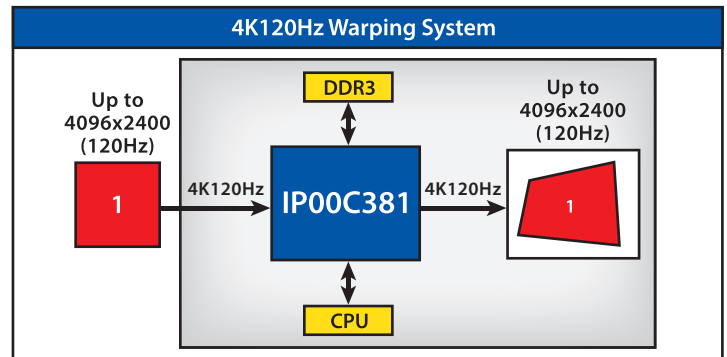 4K120Hz Warping System
DDR3
Up to
4096x2400
(120Hz)
1
4K120Hz
IP00C381
4K120Hz
Up to
4096x2400
(120Hz)
1
CPU